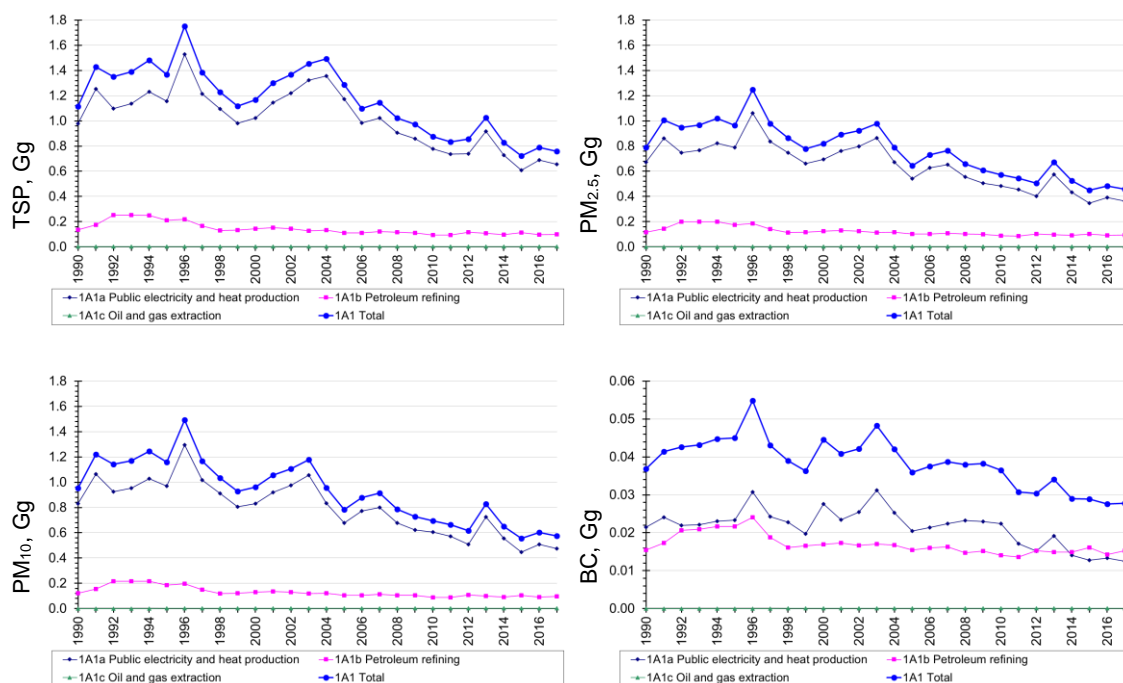 TSP, Gg
1.8
1.6
1.4
1.2
1.0
0.8
0.6
0.4
0.2
0.0
1990 1992 1994 1996 1998 2000 2002 2004 2006 2008 2010 2012 2014 2016
1A1a Public electricity and heat production 1A1b Petroleum refining
1A1c Oil and gas extraction 1A1 Total
PM2.5, Gg
1.8
1.6
1.4
1.2
1.0
0.8
0.6
0.4
0.2
0.0
1990 1992 1994 1996 1998 2000 2002 2004 2006 2008 2010 2012 2014 2016
1A1a Public electricity and heat production 1A1b Petroleum refining
1A1c Oil and gas extraction 1A1 Total
PM10, Gg
1.8
1.6
1.4
1.2
1.0
0.8
0.6
0.4
0.2
0.0
1990 1992 1994 1996 1998 2000 2002 2004 2006 2008 2010 2012 2014 2016
1A1a Public electricity and heat production 1A1b Petroleum refining
1A1c Oil and gas extraction 1A1 Total
BC, Gg
0.06
0.05
0.04
0.03
0.02
0.01
0.00
1990 1992 1994 1996 1998 2000 2002 2004 2006 2008 2010 2012 2014 2016
1A1a Public electricity and heat production 1A1b Petroleum refining
1A1c Oil and gas extraction 1A1 Total